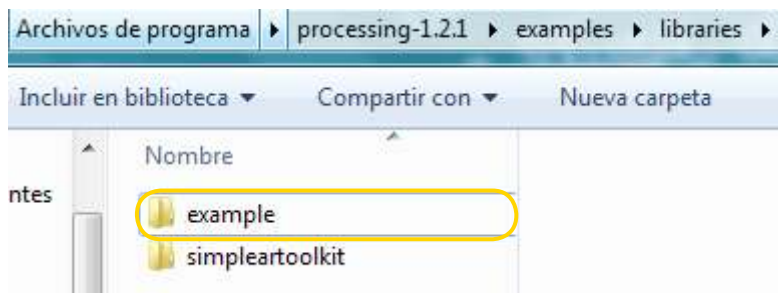 Archivos de programa processing-1.2.1 examples libraries
Incluir en biblioteca Compartir con Nueva carpeta
Nombre
ntes
example
simpleartoolkit